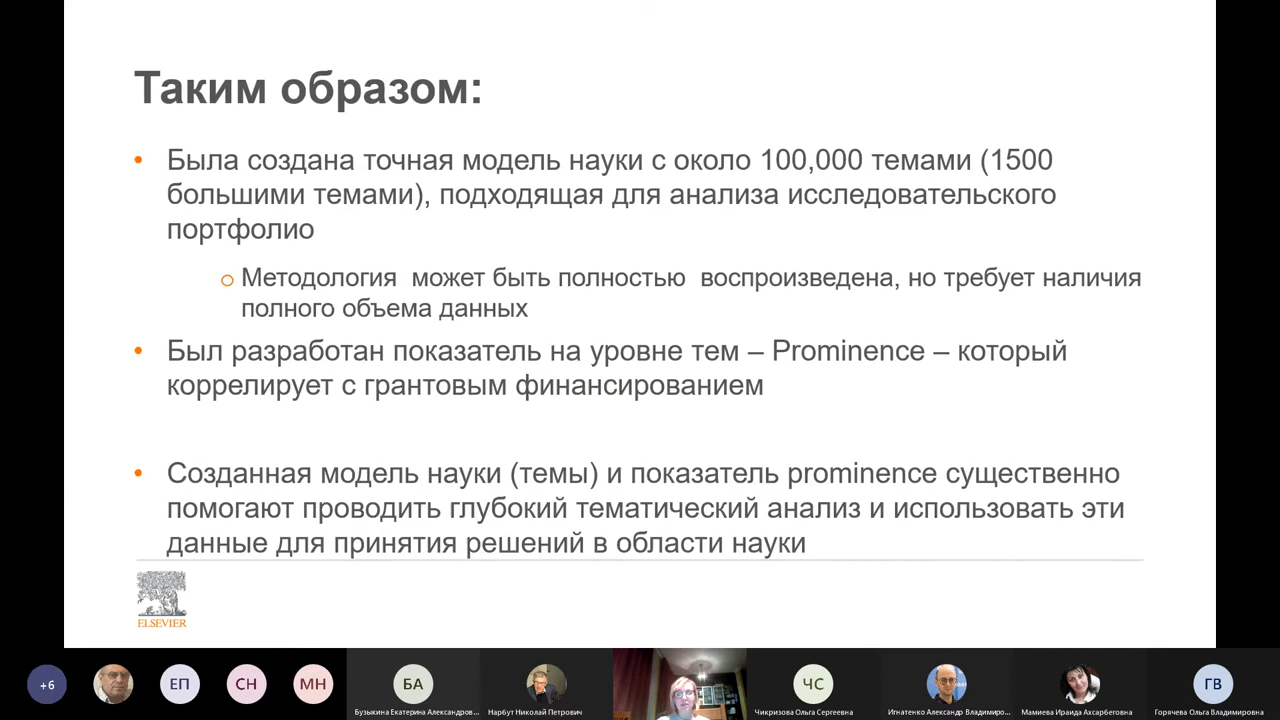 Таким образом:
• Была создана точная модель науки с около 100,000 темами (1500
большими темами), подходящая для анализа исследовательского
портфолио
o Методология может быть полностью воспроизведена, но требует наличия
полного объема данных
• Был разработан показатель на уровне тем – Prominence – который
коррелирует с грантовым финансированием
• Созданная модель науки (темы) и показатель prominence существенно
помогают проводить глубокий тематический анализ и использовать эти
данные для принятия решений в области науки
ELSEVIER
+6
ЕП
СН
МН
БА
ЧС
ГВ
Бузыкина Екатерина Александров...
Нарбут Николай Петрович
Чикризова Ольга Сергеевна
Игнатенко Александр Владимиро...
Мамиева Ираида Ахсарбеговна
Горячева Ольга Владимировна